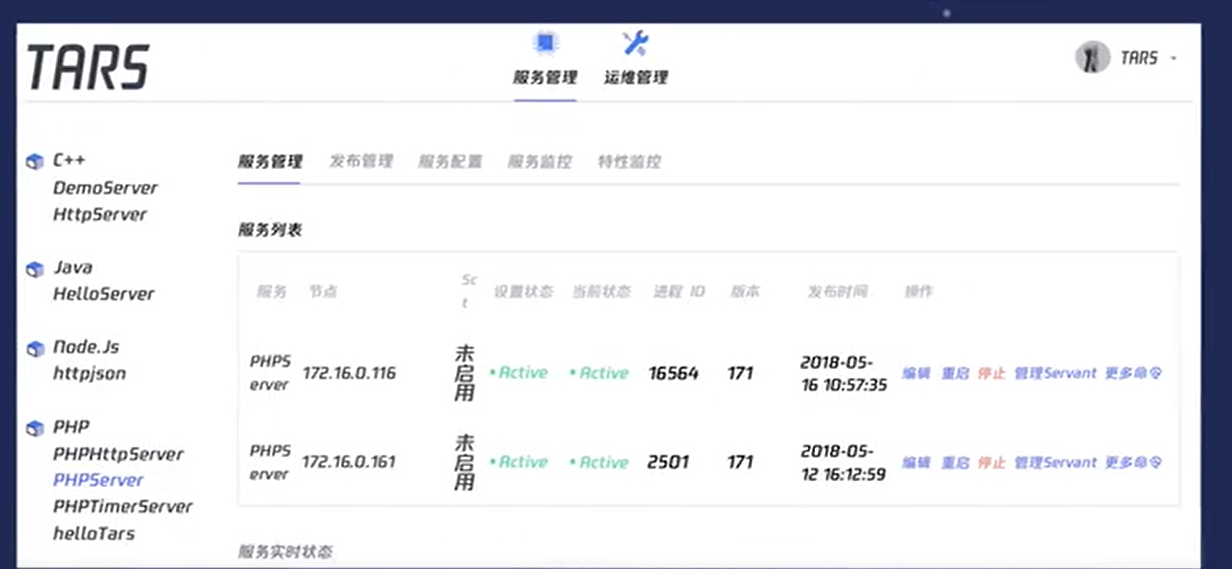 TARS
服务管理
运维管理
TARS
C++
DemoServer
HttpServer
Java
HelloServer
Node.Js
httpjson
PHP
PHPHttpServer
PHPServer
PHPTimerServer
helloTars
服务管理 发布管理 服务配置 服务监控 特性监控
服务列表
服务 节点 Sc
t 设置状态 当前状态 进程 ID 版本 发布时间 操作
PHPS
erver 172.16.0.116 未
启
用 •Active •Active 16564 171 2018-05-
16 10:57:35 编辑 重启 停止 管理Servant 更多命令
PHPS
erver 172.16.0.161 未
启
用 •Active •Active 2501 171 2018-05-
12 16:12:59 编辑 重启 停止 管理Servant 更多命令
服务实时状态